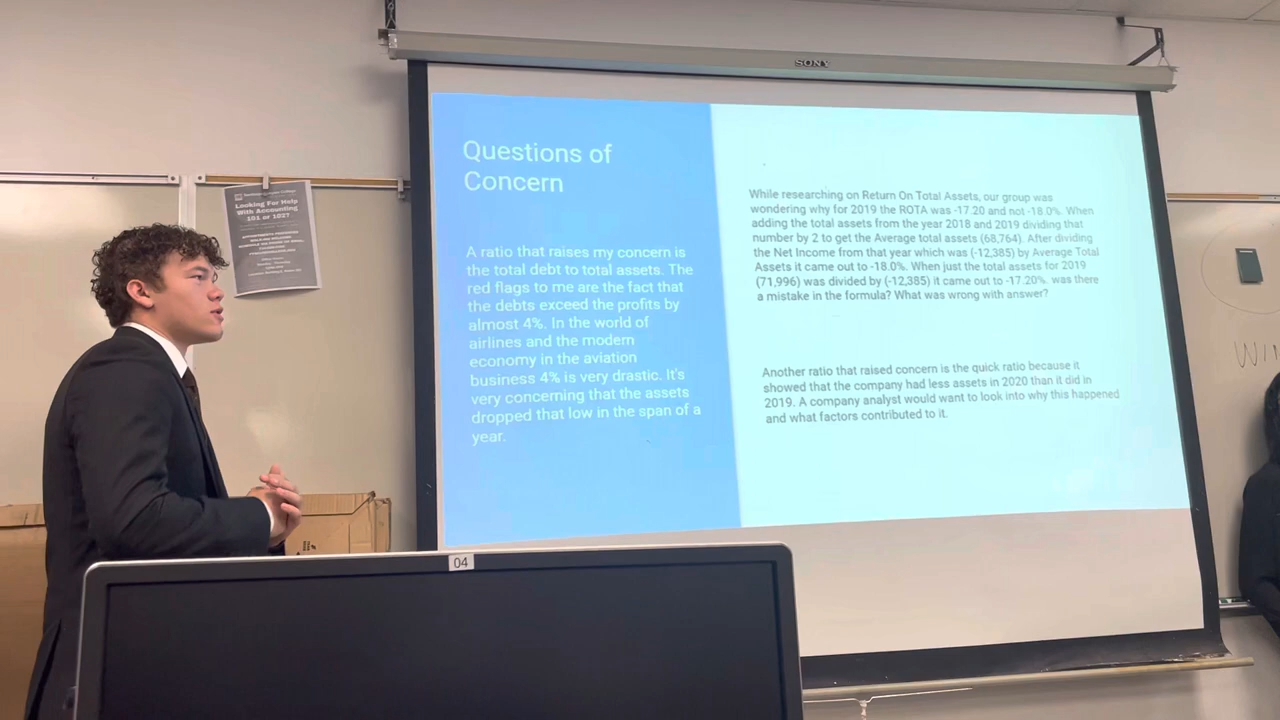 SONY
Questions of
Concern
A ratio that raises my concern is
the total debt to total assets. The
red flags to me are the fact that
the debts exceed the profits by
almost 4%. In the world of
airlines and the modern
economy in the aviation
business 4% is very drastic. It's
very concerning that the assets
dropped that low in the span of a
year.
While researching on Return On Total Assets, our group was
wondering why for 2019 the ROTA was -17.20 and not -18.0%. When
adding the total assets from the year 2018 and 2019 dividing that
number by 2 to get the Average total assets (68,764). After dividing
the Net Income from that year which was (-12,385) by Average Total
Assets it came out to -18.0%. When just the total assets for 2019
(71,996) was divided by (-12,385) it came out to -17.20%. was there
a mistake in the formula? What was wrong with answer?
Another ratio that raised concern is the quick ratio because it
showed that the company had less assets in 2020 than it did in
2019. A company analyst would want to look into why this happened
and what factors contributed to it.
Looking For Help
With Accounting
101 or 102?
04